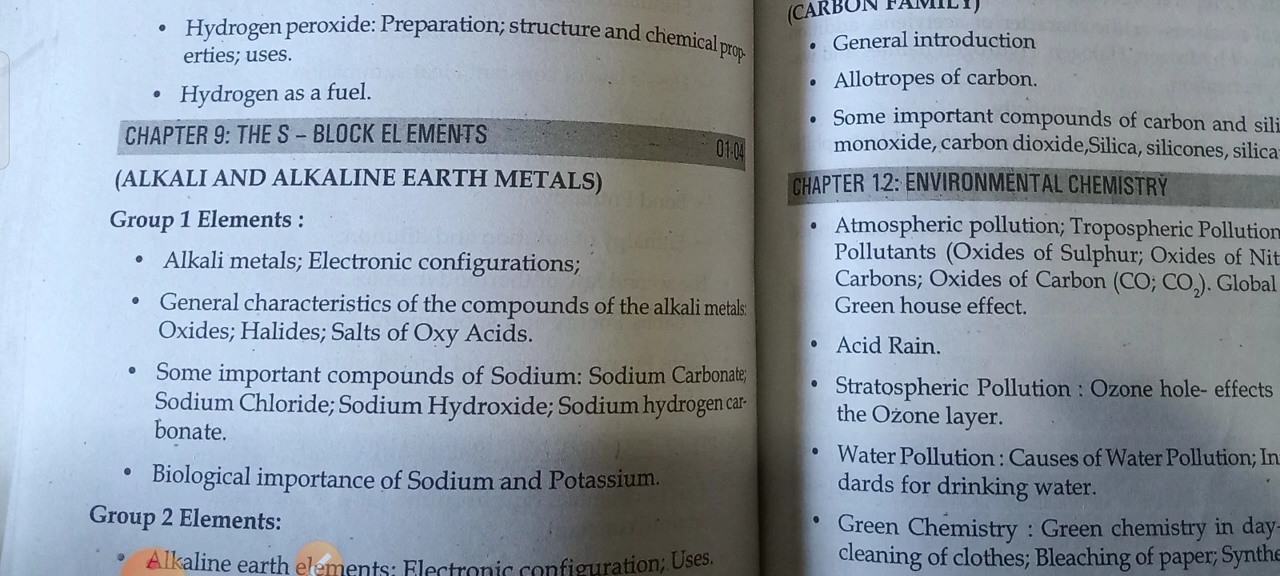 • Hydrogen peroxide: Preparation; structure and chemical prop-
erties; uses.
• Hydrogen as a fuel.
CHAPTER 9: THE S – BLOCK ELEMENTS 01-04
(ALKALI AND ALKALINE EARTH METALS)
Group 1 Elements :
• Alkali metals; Electronic configurations;
• General characteristics of the compounds of the alkali metals:
Oxides; Halides; Salts of Oxy Acids.
• Some important compounds of Sodium: Sodium Carbonate;
Sodium Chloride; Sodium Hydroxide; Sodium hydrogen car-
bonate.
• Biological importance of Sodium and Potassium.
Group 2 Elements:
• Alkaline earth elements; Electronic configuration; Uses.
(CARBON FAMILY)
• General introduction
• Allotropes of carbon.
• Some important compounds of carbon and sili
monoxide, carbon dioxide,Silica, silicones, silica
CHAPTER 12: ENVIRONMENTAL CHEMISTRY
• Atmospheric pollution; Tropospheric Pollution
Pollutants (Oxides of Sulphur; Oxides of Nit
Carbons; Oxides of Carbon (CO; CO₂). Global
Green house effect.
• Acid Rain.
• Stratospheric Pollution : Ozone hole- effects
the Ozone layer.
• Water Pollution : Causes of Water Pollution; In
dards for drinking water.
• Green Chemistry : Green chemistry in day-
cleaning of clothes; Bleaching of paper; Synthe